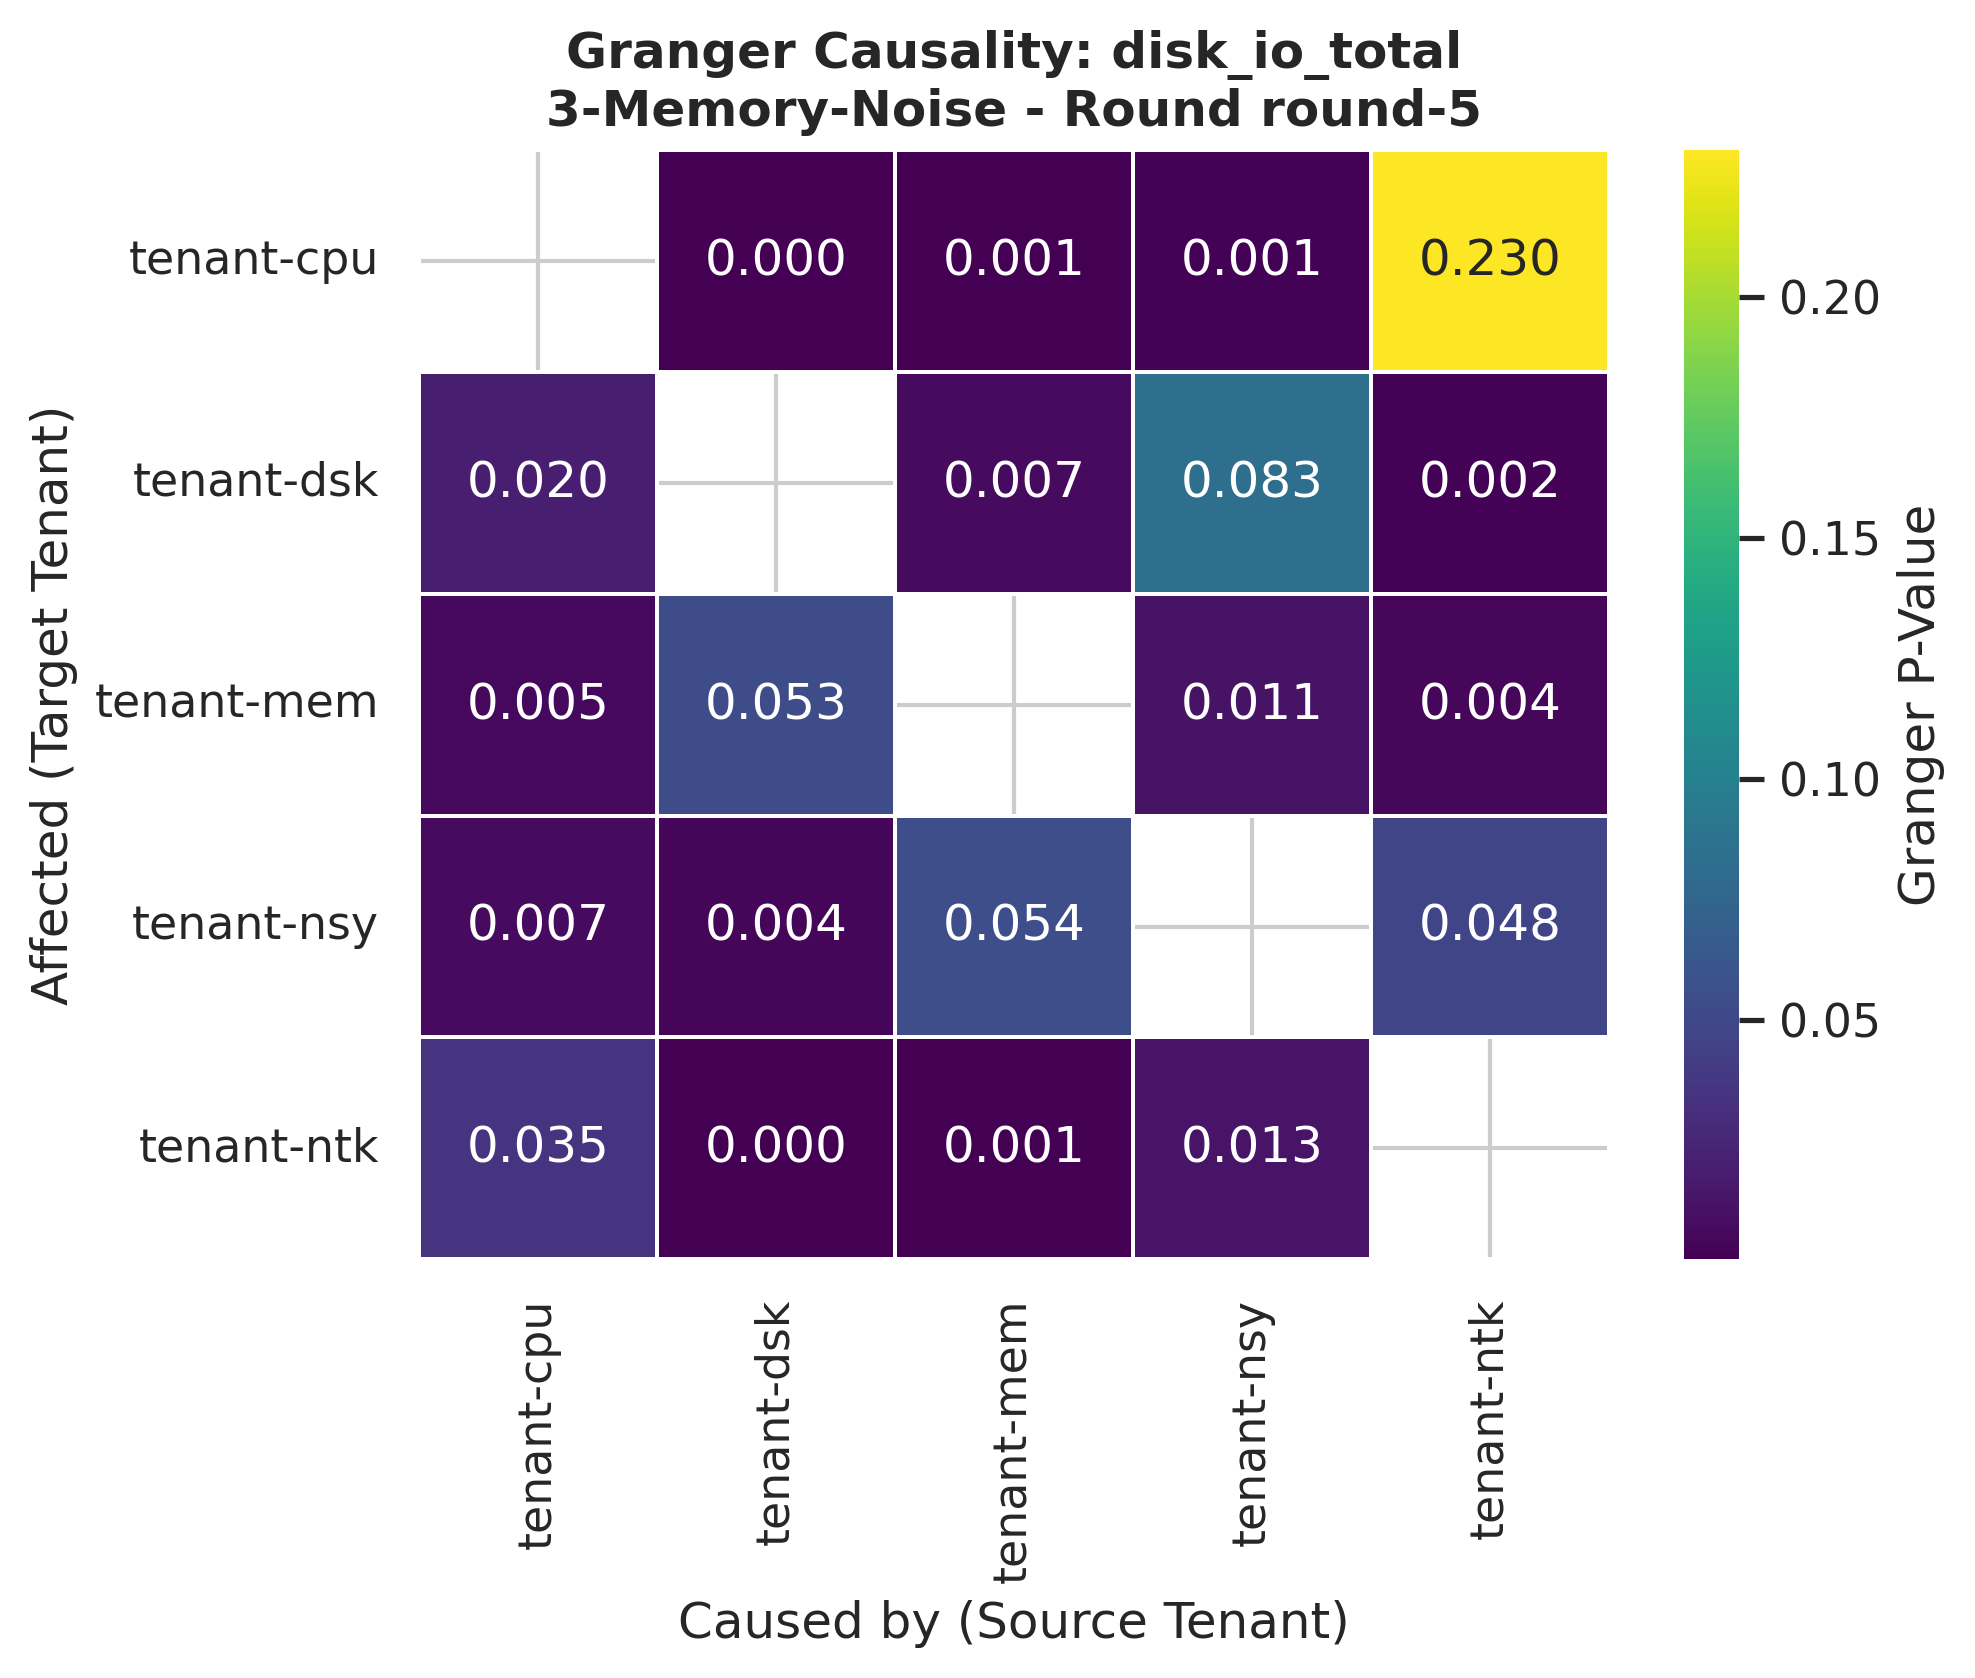 Granger Causality: disk_io_total
3-Memory-Noise - Round round-5
Affected (Target Tenant)
tenant-cpu
0.000 0.001 0.001 0.230
tenant-dsk
0.020 0.007 0.083 0.002
tenant-mem
0.005 0.053 0.011 0.004
tenant-nsy
0.007 0.004 0.054 0.048
tenant-ntk
0.035 0.000 0.001 0.013
tenant-cpu
tenant-dsk
tenant-mem
tenant-nsy
tenant-ntk
Caused by (Source Tenant)
0.20
0.15
0.10
0.05
Granger P-Value